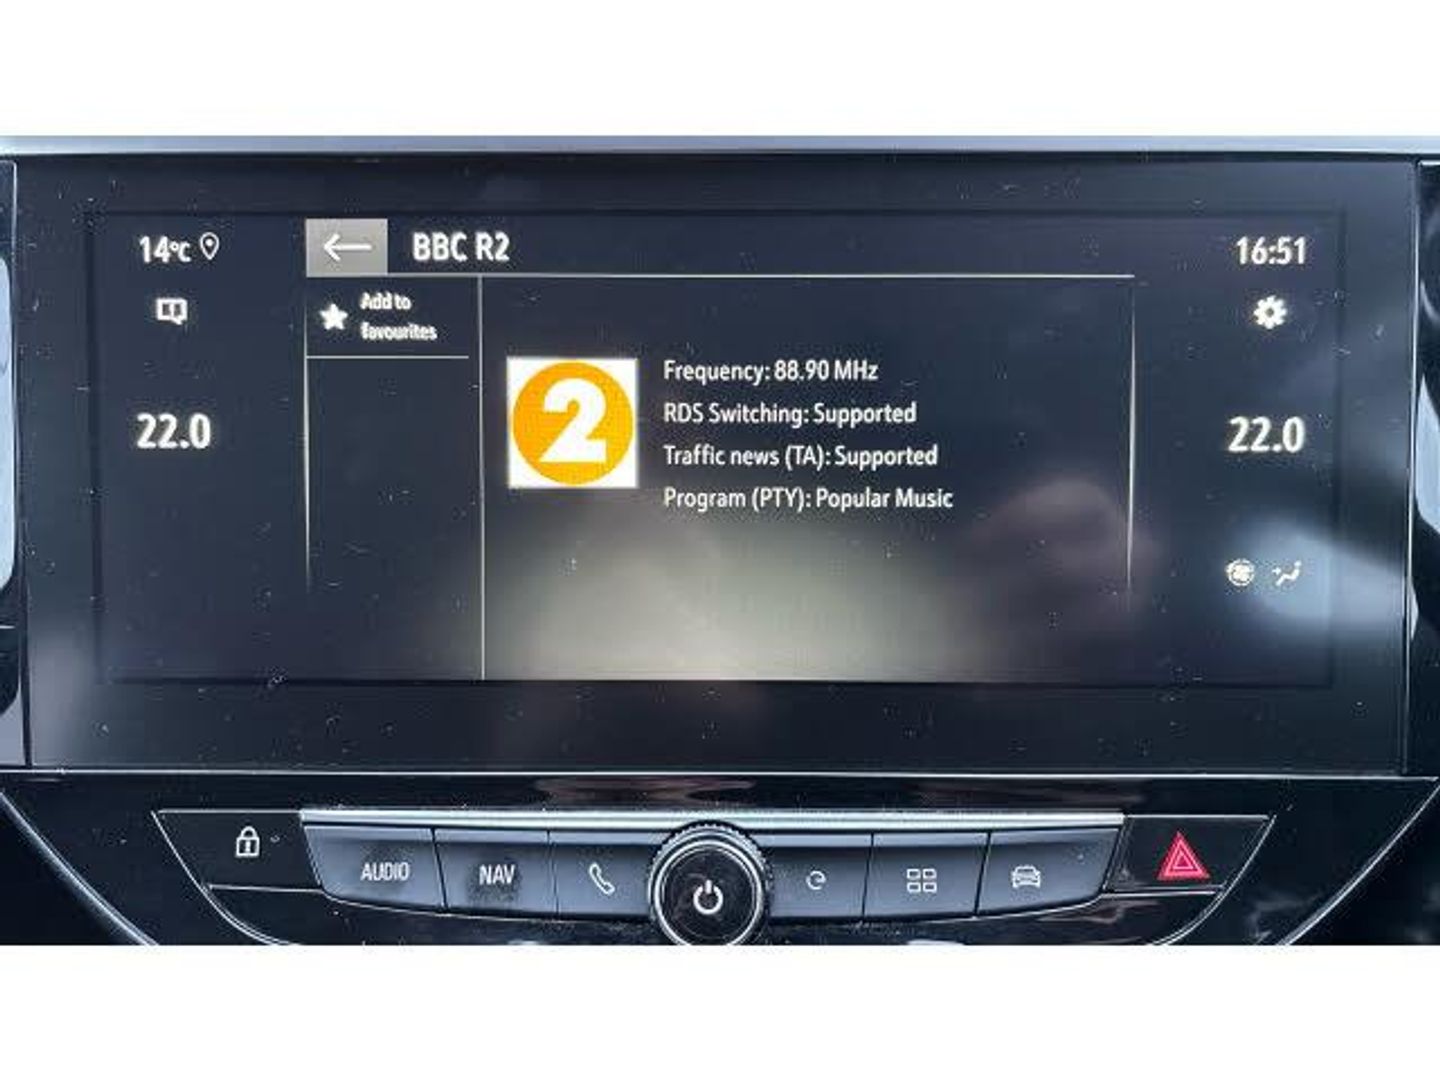 14°C
BBC R2
16:51
Add to
favourites
22.0
2
Frequency: 88.90 MHz
RDS Switching: Supported
Traffic news (TA): Supported
Program (PTY): Popular Music
22.0
AUDIO
NAV